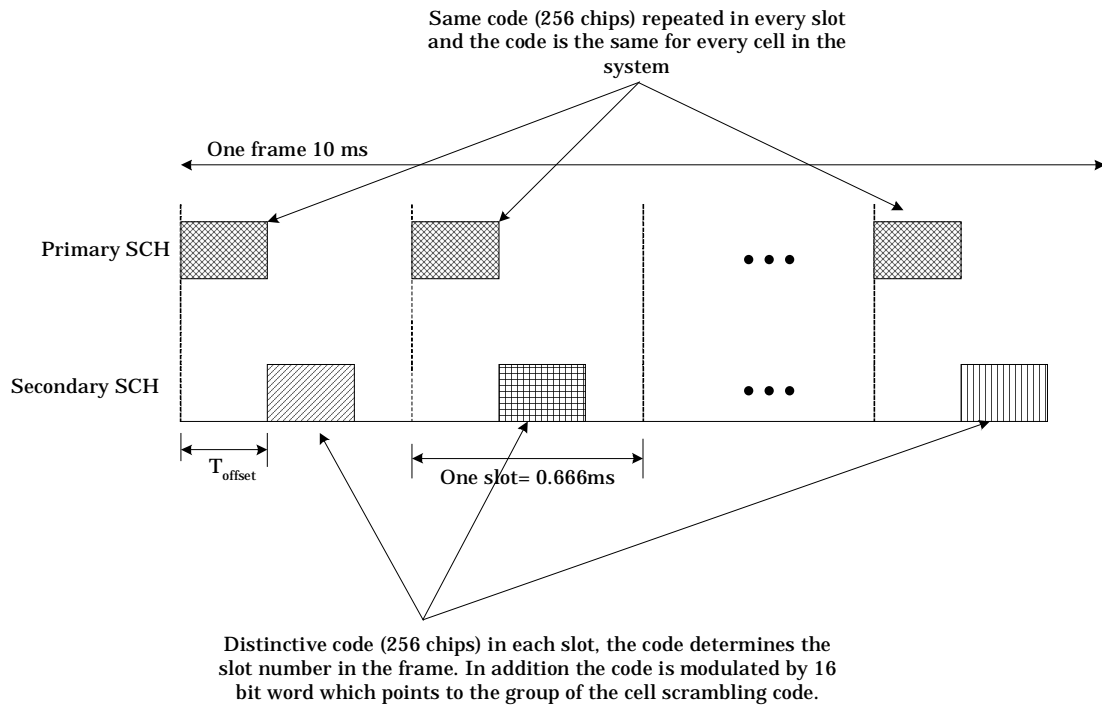 Same code (256 chips) repeated in every slot
and the code is the same for every cell in the
system
One frame 10 ms
Primary SCH
Secondary SCH
Toffset
One slot= 0.666ms
Distinctive code (256 chips) in each slot, the code determines the
slot number in the frame. In addition the code is modulated by 16
bit word which points to the group of the cell scrambling code.